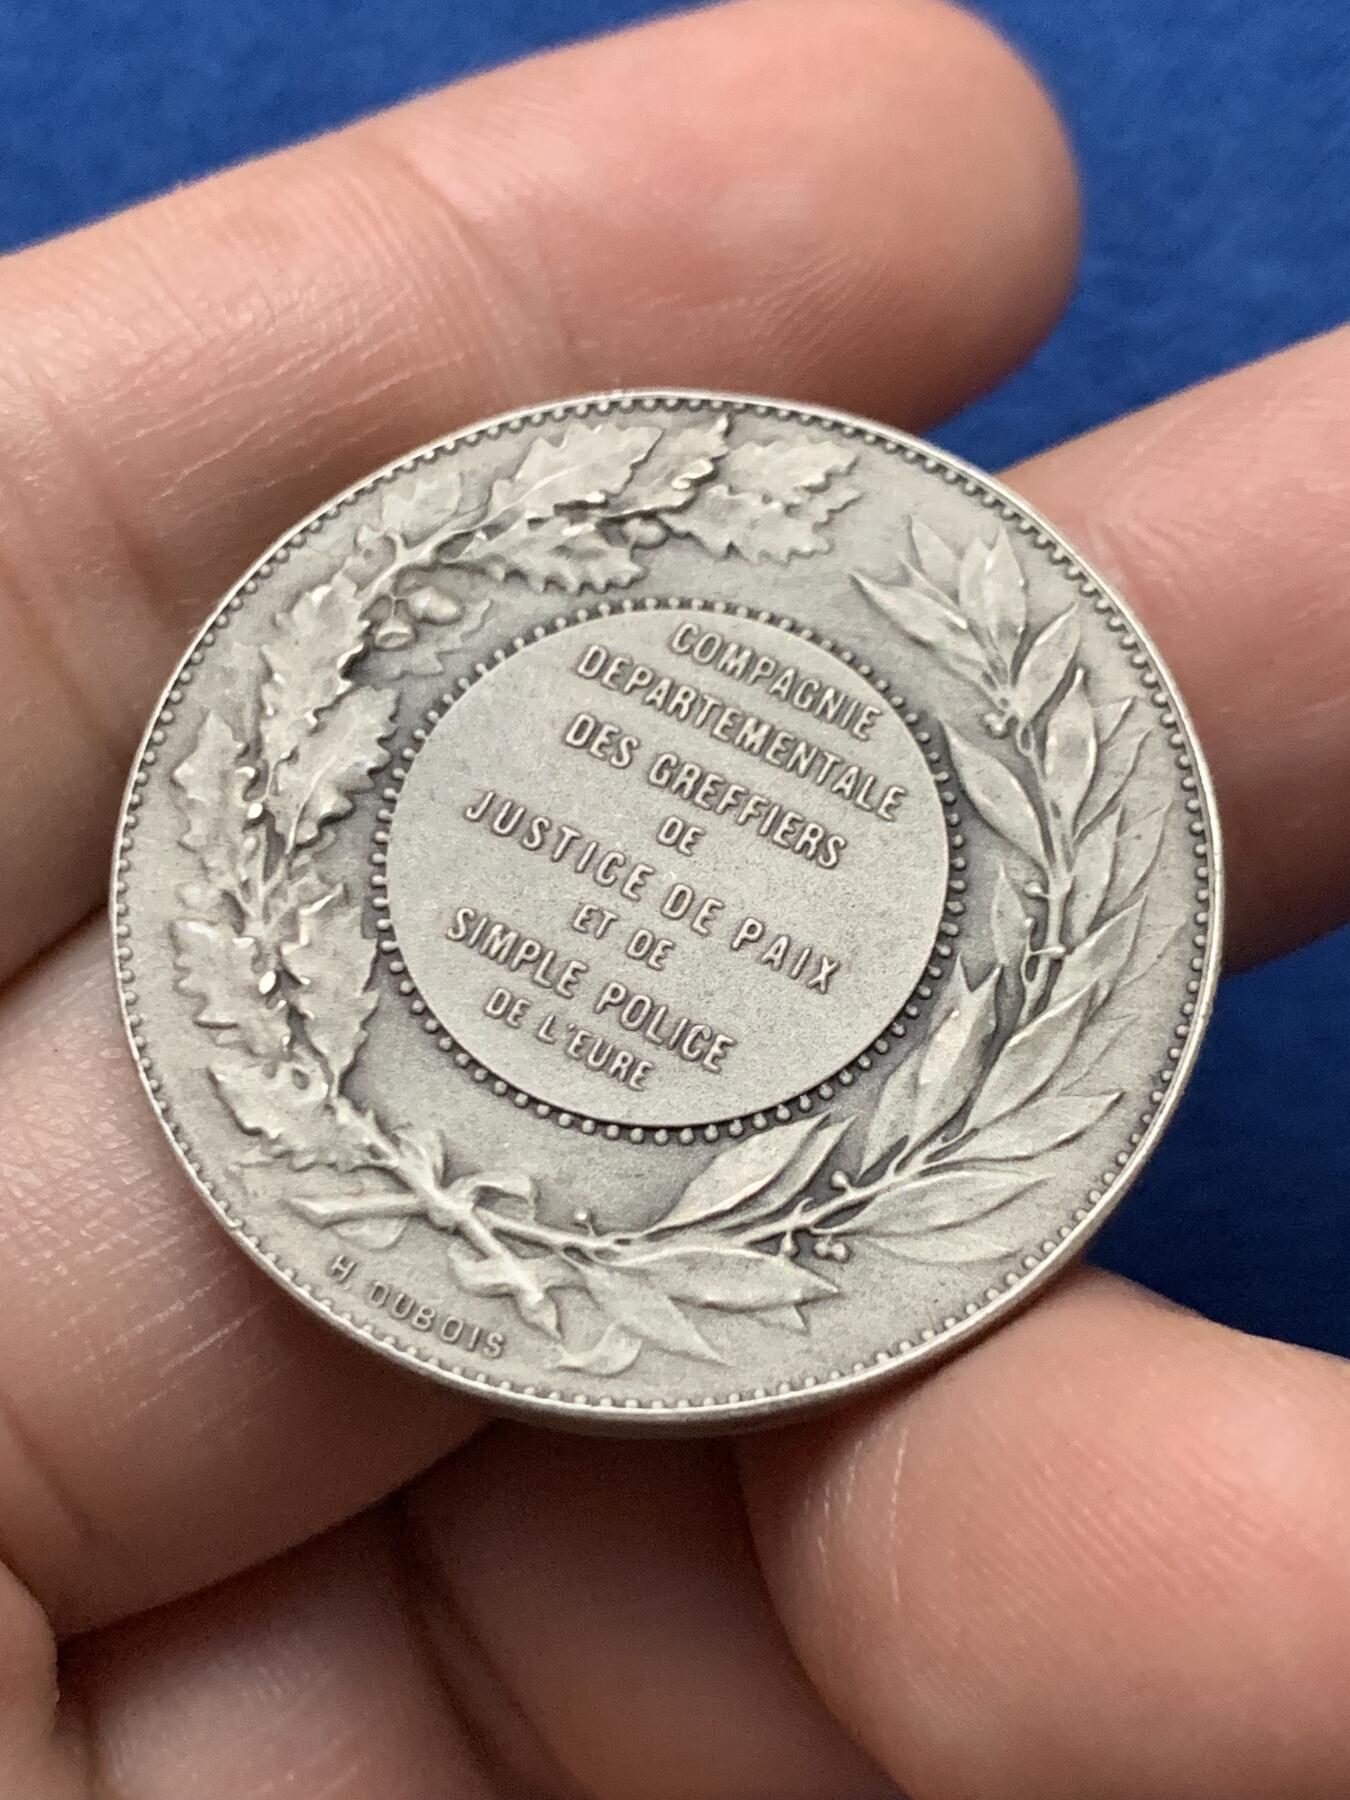 COMPAGNIE
DEPARTEMENTALE
DES GREFFIERS
DE
JUSTICE DE PAIX
ET DE
SIMPLE POLICE
DE L'EURE
H. DUBOIS